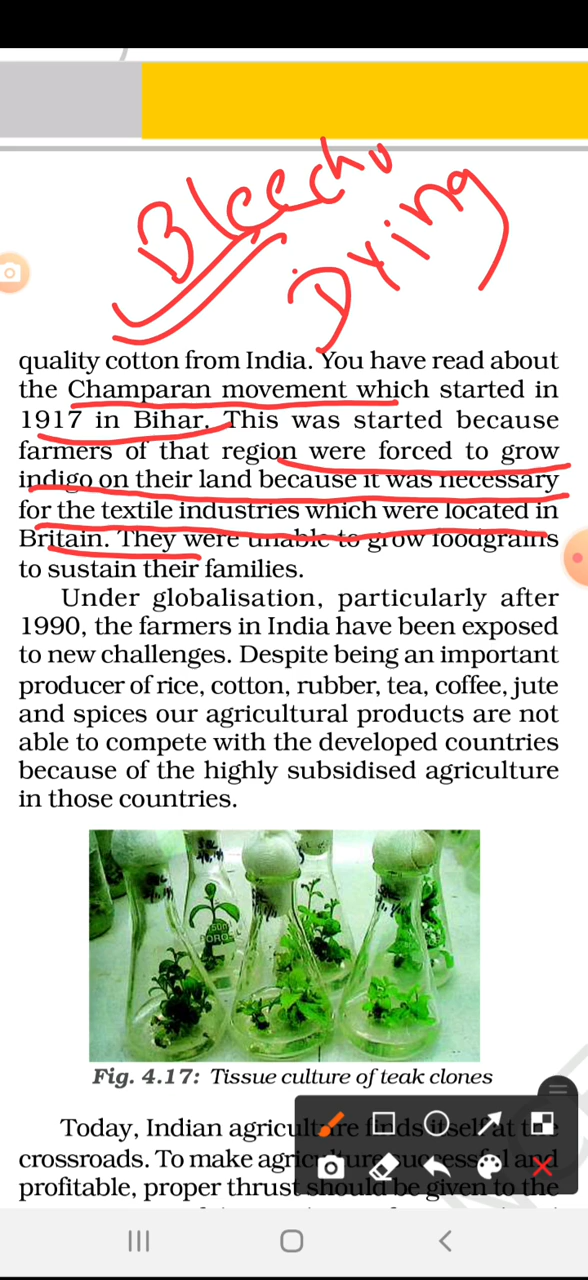 Bleech
Dying
quality cotton from India. You have read about
the Champaran movement which started in
1917 in Bihar. This was started because
farmers of that region were forced to grow
indigo on their land because it was necessary
for the textile industries which were located in
Britain. They were unable to grow foodgrains
to sustain their families.
Under globalisation, particularly after
1990, the farmers in India have been exposed
to new challenges. Despite being an important
producer of rice, cotton, rubber, tea, coffee, jute
and spices our agricultural products are not
able to compete with the developed countries
because of the highly subsidised agriculture
in those countries.
Fig. 4.17: Tissue culture of teak clones
Today, Indian agriculture finds itself at the
crossroads. To make agriculture successful and
profitable, proper thrust should be given to the